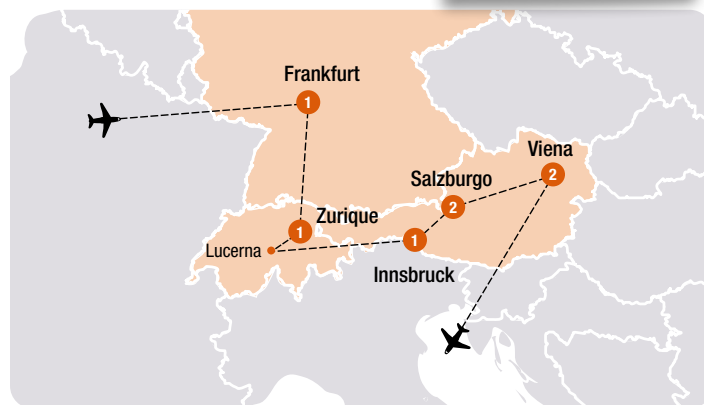 Frankfurt
1
Viena
2
Salzburgo
2
Zurique
1
Lucerna
1
Innsbruck